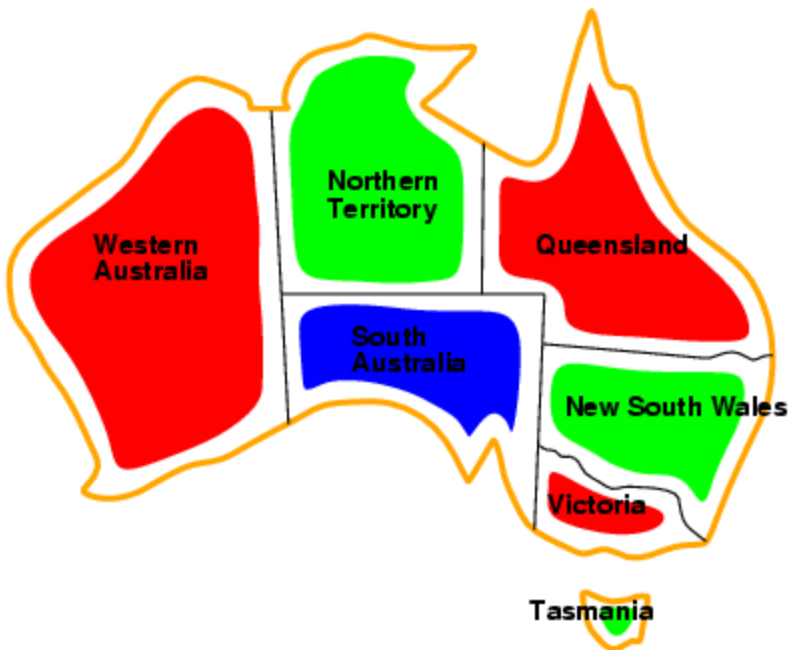 Northern
Territory
Western
Australia
Queensland
South
Australia
New South Wales
Victoria
Tasmania